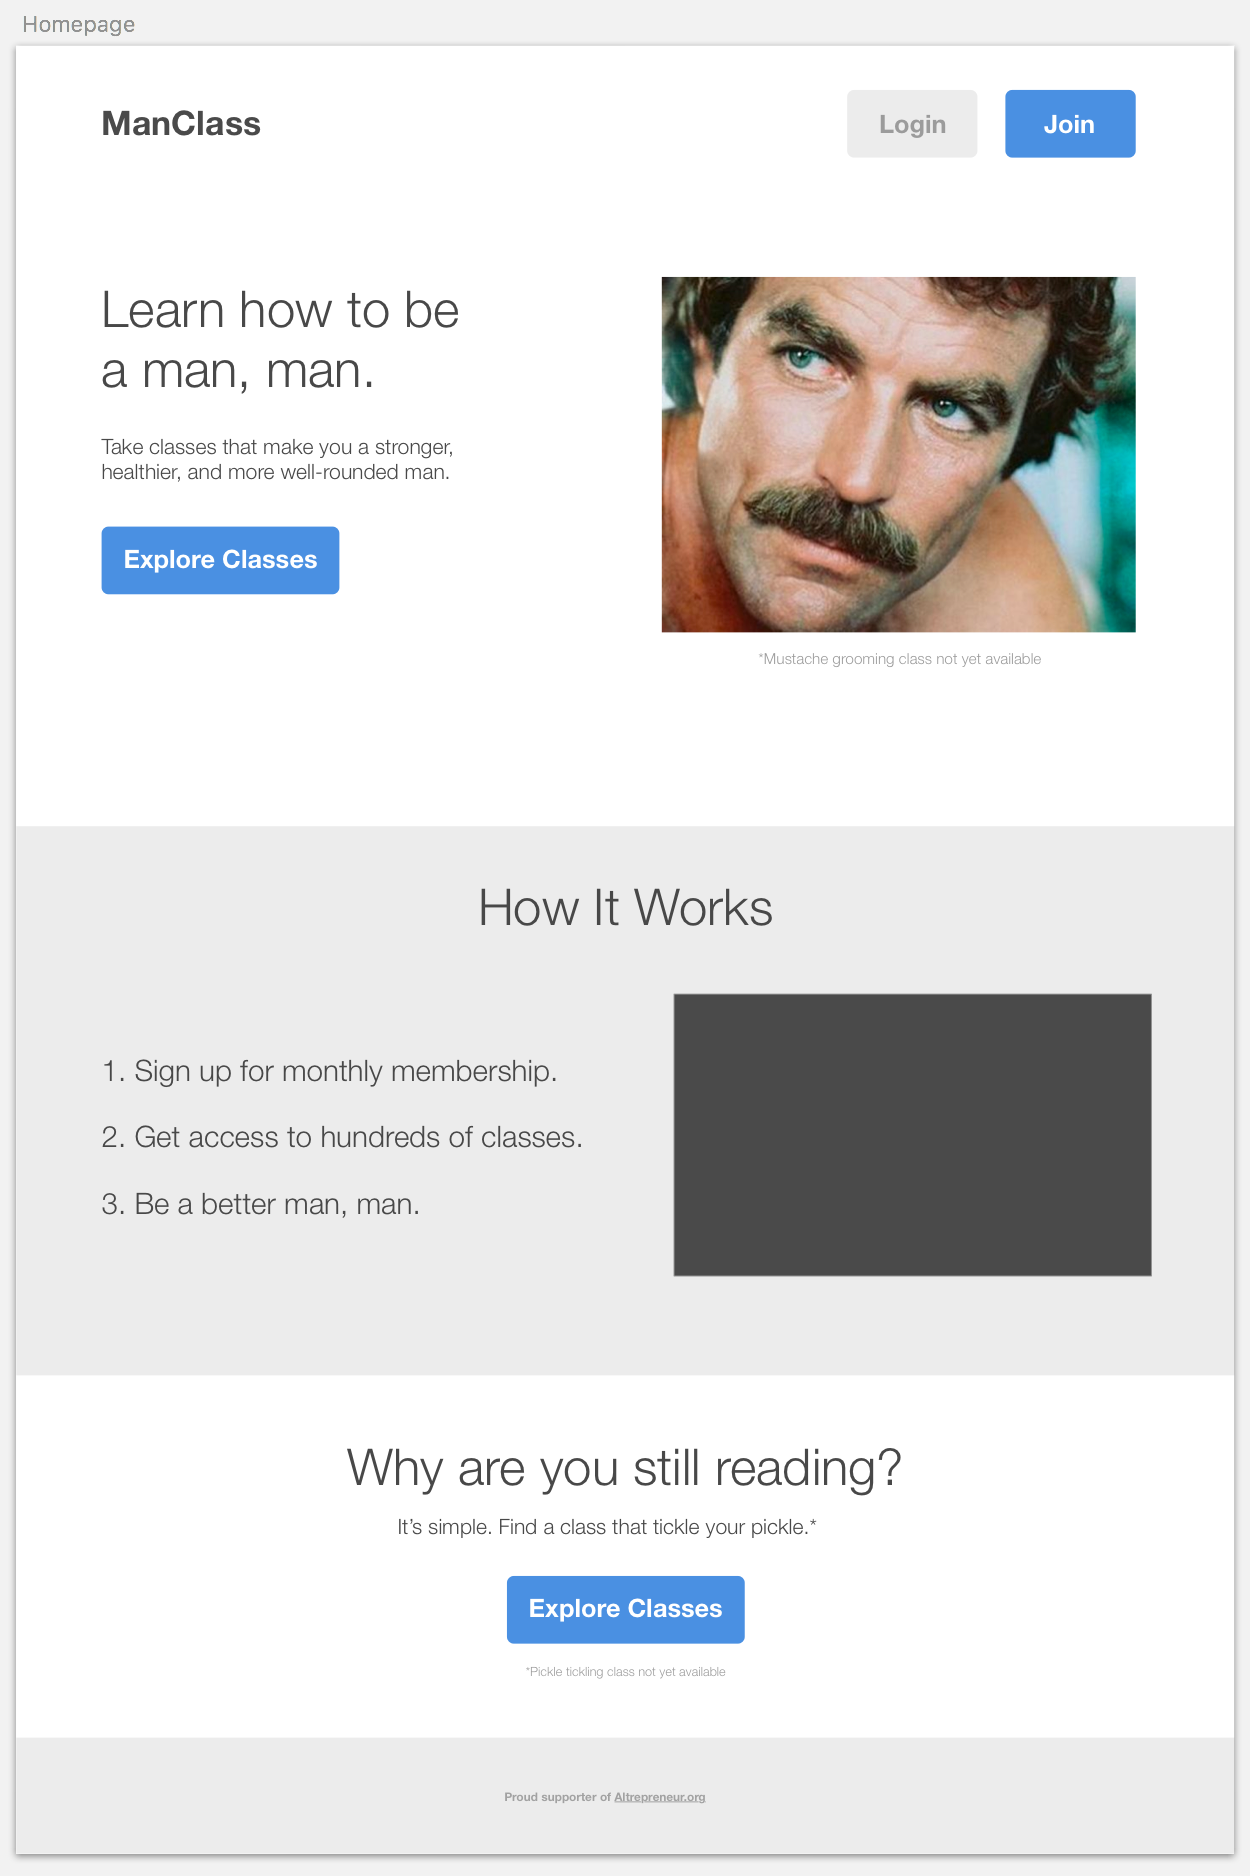 Homepage
ManClass
Login
Join
Learn how to be
a man, man.
Take classes that make you a stronger,
healthier, and more well-rounded man.
Explore Classes
*Mustache grooming class not yet available
How It Works
1. Sign up for monthly membership.
2. Get access to hundreds of classes.
3. Be a better man, man.
Why are you still reading?
It’s simple. Find a class that tickle your pickle.*
Explore Classes
*Pickle tickling class not yet available
Proud supporter of Altrepreneur.org